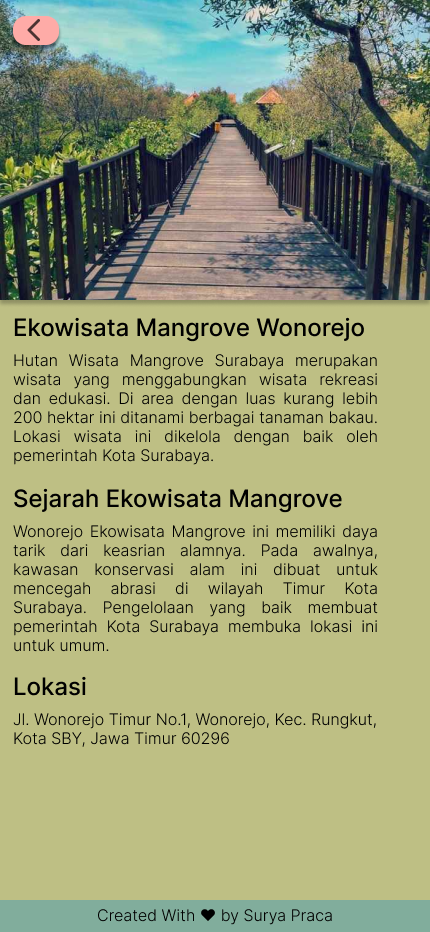 Ekowisata Mangrove Wonorejo
Hutan Wisata Mangrove Surabaya merupakan
wisata yang menggabungkan wisata rekreasi
dan edukasi. Di area dengan luas kurang lebih
200 hektar ini ditanami berbagai tanaman bakau.
Lokasi wisata ini dikelola dengan baik oleh
pemerintah Kota Surabaya.
Sejarah Ekowisata Mangrove
Wonorejo Ekowisata Mangrove ini memiliki daya
tarik dari keasrian alamnya. Pada awalnya,
kawasan konservasi alam ini dibuat untuk
mencegah abrasi di wilayah Timur Kota
Surabaya. Pengelolaan yang baik membuat
pemerintah Kota Surabaya membuka lokasi ini
untuk umum.
Lokasi
Jl. Wonorejo Timur No.1, Wonorejo, Kec. Rungkut,
Kota SBY, Jawa Timur 60296
Created With ♥ by Surya Praca